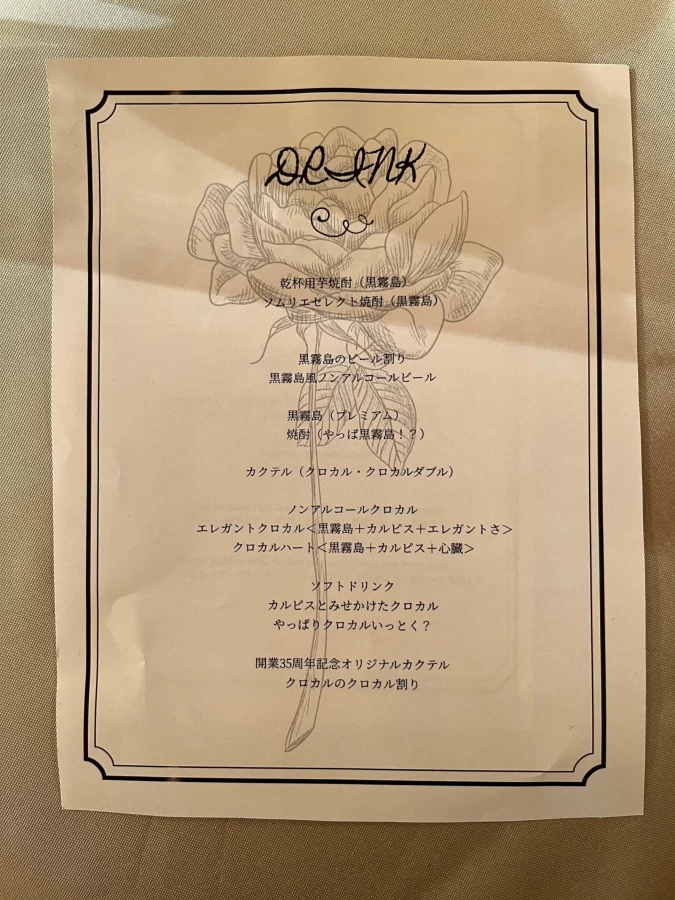 DRINK
乾杯用芋焼酎（黒霧島）
ソムリエセレクト焼酎（黒霧島）
黒霧島のビール割り
黒霧島風ノンアルコールビール
黒霧島（プレミアム）
焼酎（やっぱ黒霧島！？）
カクテル（クロカル・クロカルダブル）
ノンアルコールクロカル
エレガントクロカル＜黒霧島＋カルピス＋エレガントさ＞
クロカルハート＜黒霧島＋カルピス＋心臓＞
ソフトドリンク
カルピスとみせかけたクロカル
やっぱりクロカルいっとく？
開業35周年記念オリジナルカクテル
クロカルのクロカル割り